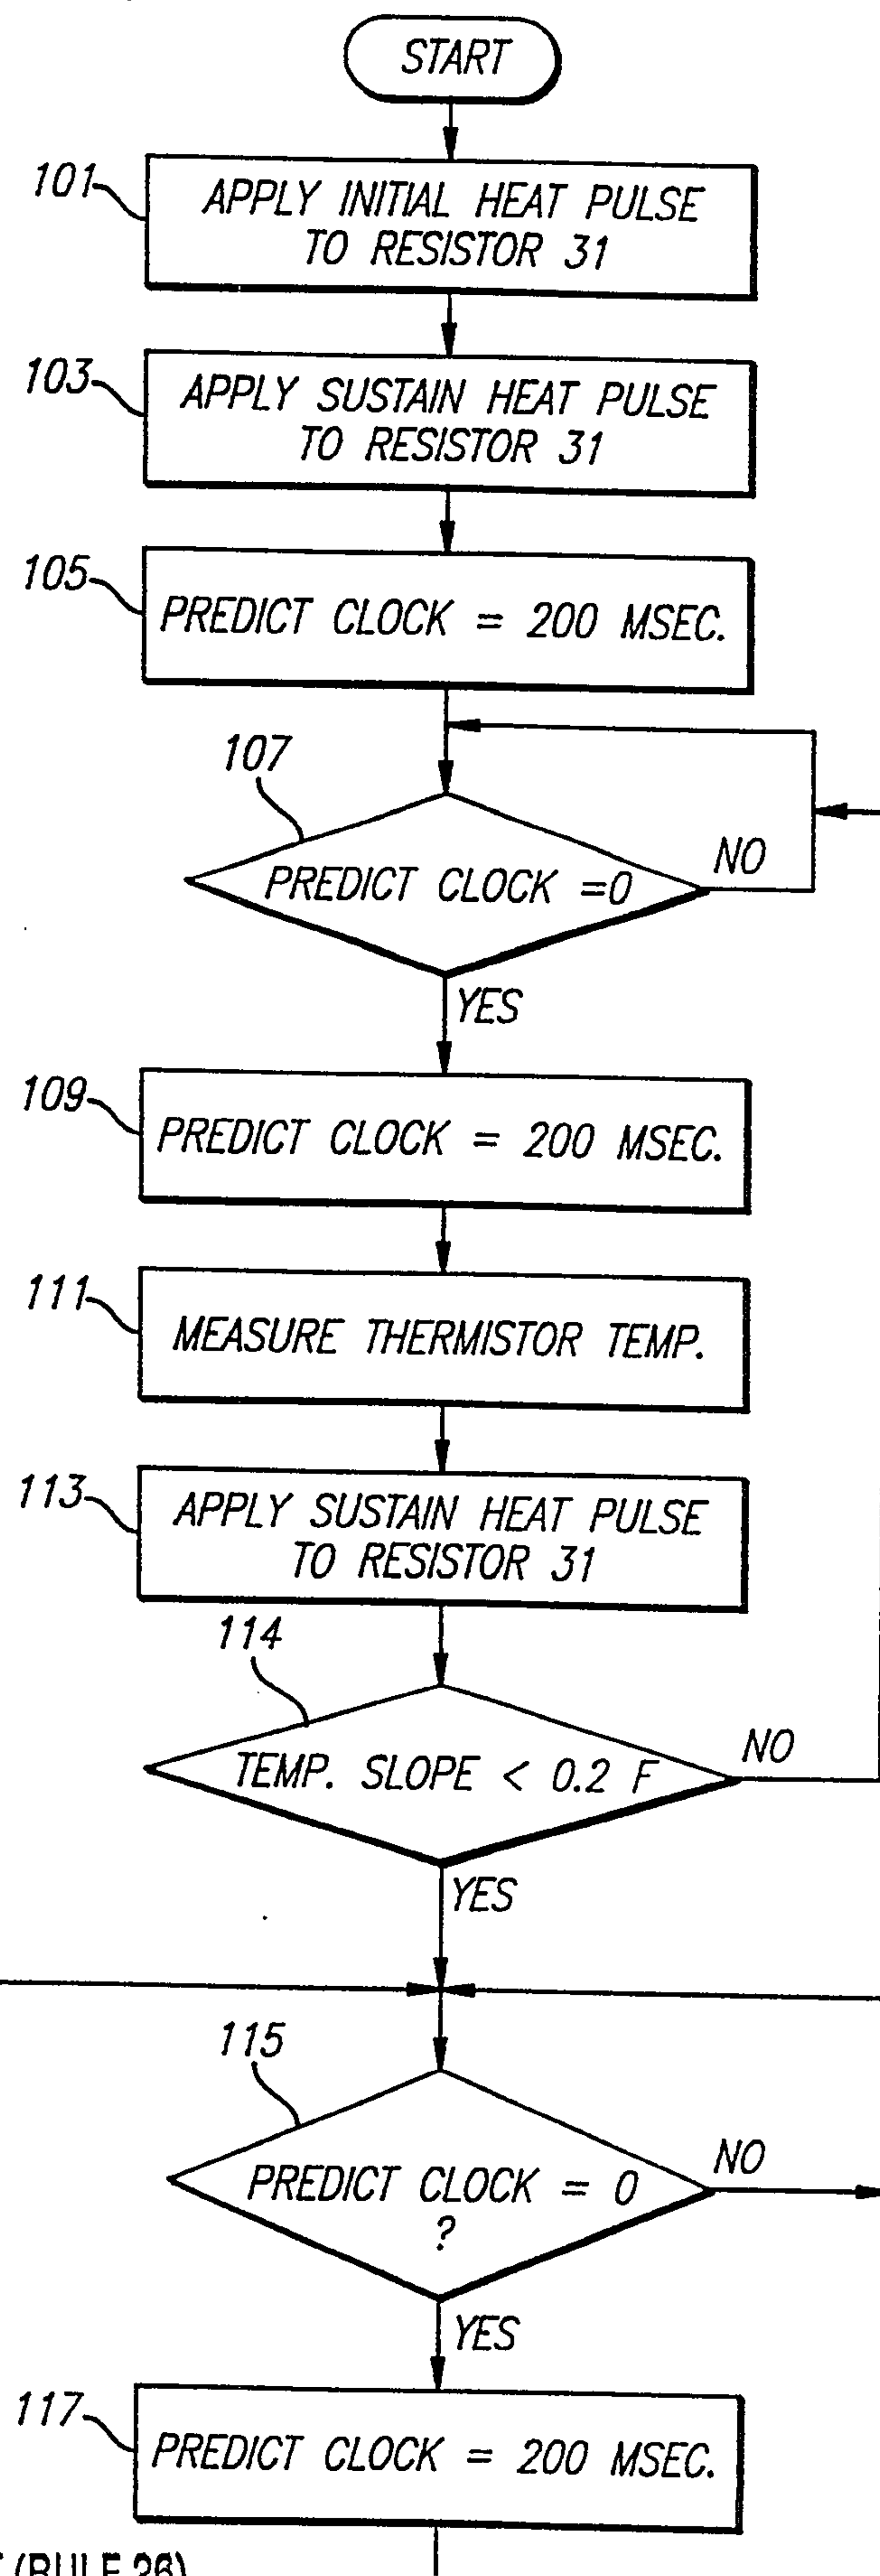 START
101
APPLY INITIAL HEAT PULSE
TO RESISTOR 31
103
APPLY SUSTAIN HEAT PULSE
TO RESISTOR 31
105
PREDICT CLOCK = 200 MSEC.
107
PREDICT CLOCK =0
NO
YES
109
PREDICT CLOCK = 200 MSEC.
111
MEASURE THERMISTOR TEMP.
113
APPLY SUSTAIN HEAT PULSE
TO RESISTOR 31
114
TEMP. SLOPE < 0.2 F
NO
YES
115
PREDICT CLOCK = 0
?
NO
YES
117
PREDICT CLOCK = 200 MSEC.
(RULE 26)